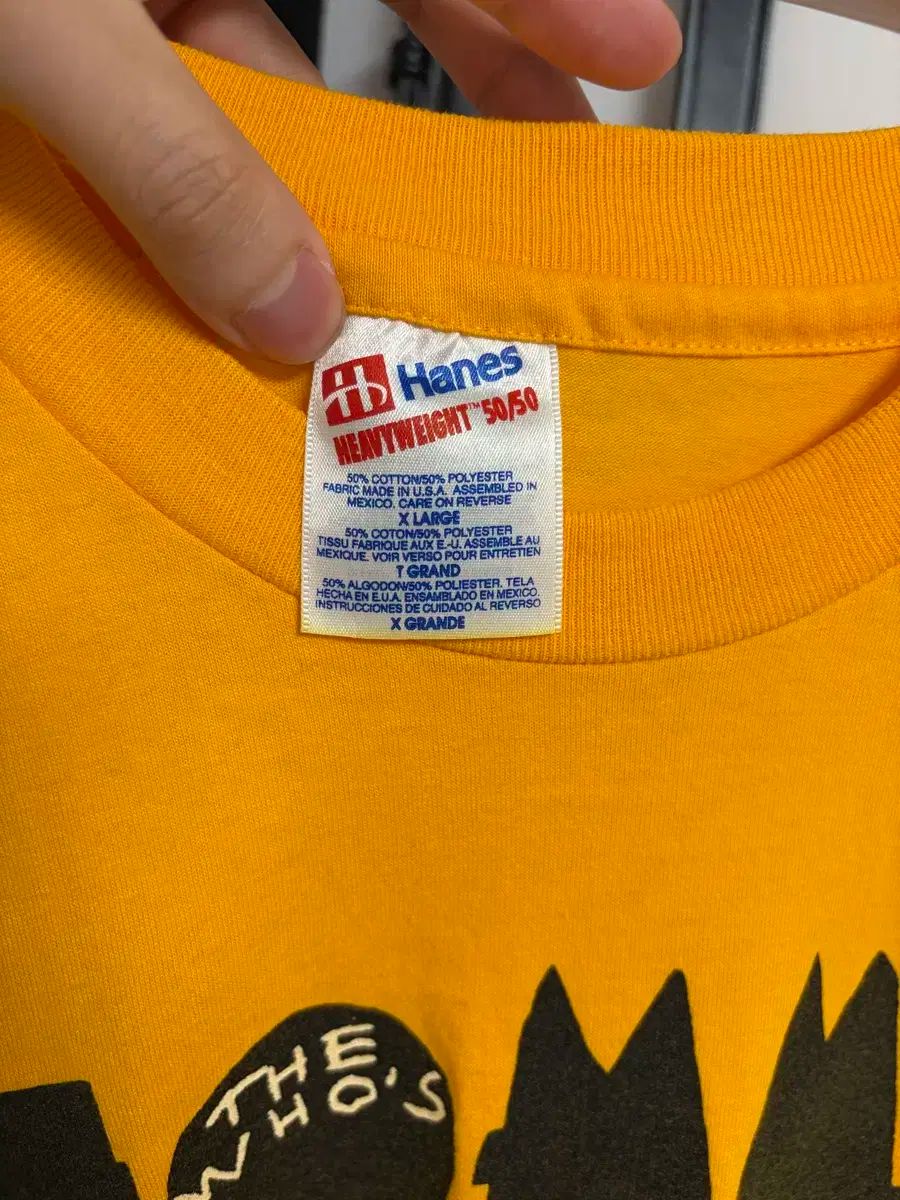 Hanes
HEAVYWEIGHT™ 50/50
50% COTTON/50% POLYESTER
FABRIC MADE IN U.S.A. ASSEMBLED IN
MEXICO. CARE ON REVERSE
X LARGE
50% COTON/50% POLYESTER
TISSU FABRIQUE AUX E.-U. ASSEMBLE AU
MEXIQUE. VOIR VERSO POUR ENTRETIEN
T GRAND
50% ALGODON/50% POLIESTER. TELA
HECHA EN E.U.A. ENSAMBLADO EN MEXICO.
INSTRUCCIONES DE CUIDADO AL REVERSO
X GRANDE
THE
WHO'S